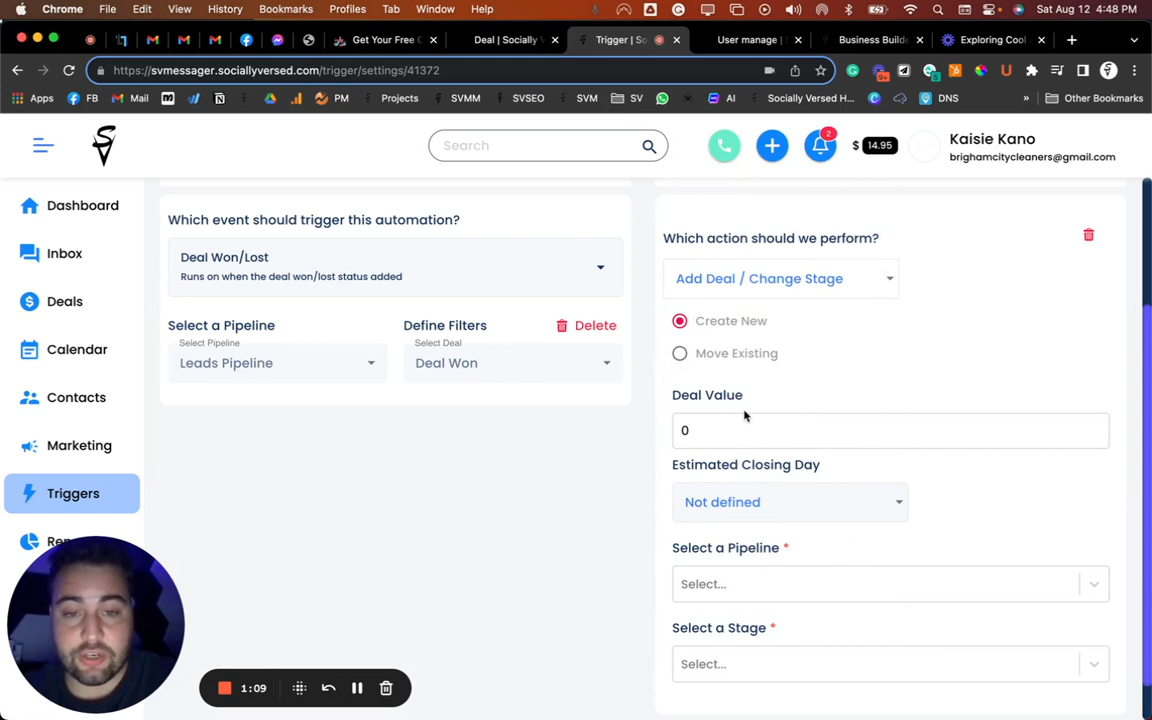 Chrome File Edit View History Bookmarks Profiles Tab Window Help Sat Aug 12 4:48 PM
Get Your Free C Deal | Socially V Trigger | So User manage | S Business Builde Exploring Cool
https://svmessager.sociallyversed.com/trigger/settings/41372
Apps FB Mail PM Projects SVMM SVSEO SVM SV AI Socially Versed H... DNS » Other Bookmarks
Search
2
$ 14.95
Kaisie Kano
brighamcitycleaners@gmail.com
Dashboard
Inbox
Deals
Calendar
Contacts
Marketing
Triggers
Which event should trigger this automation?
Deal Won/Lost
Runs on when the deal won/lost status added
Select a Pipeline Define Filters Delete
Select Pipeline Select Deal
Leads Pipeline Deal Won
Which action should we perform?
Add Deal / Change Stage
Create New
Move Existing
Deal Value
0
Estimated Closing Day
Not defined
Select a Pipeline *
Select...
Select a Stage *
Select...
1:09